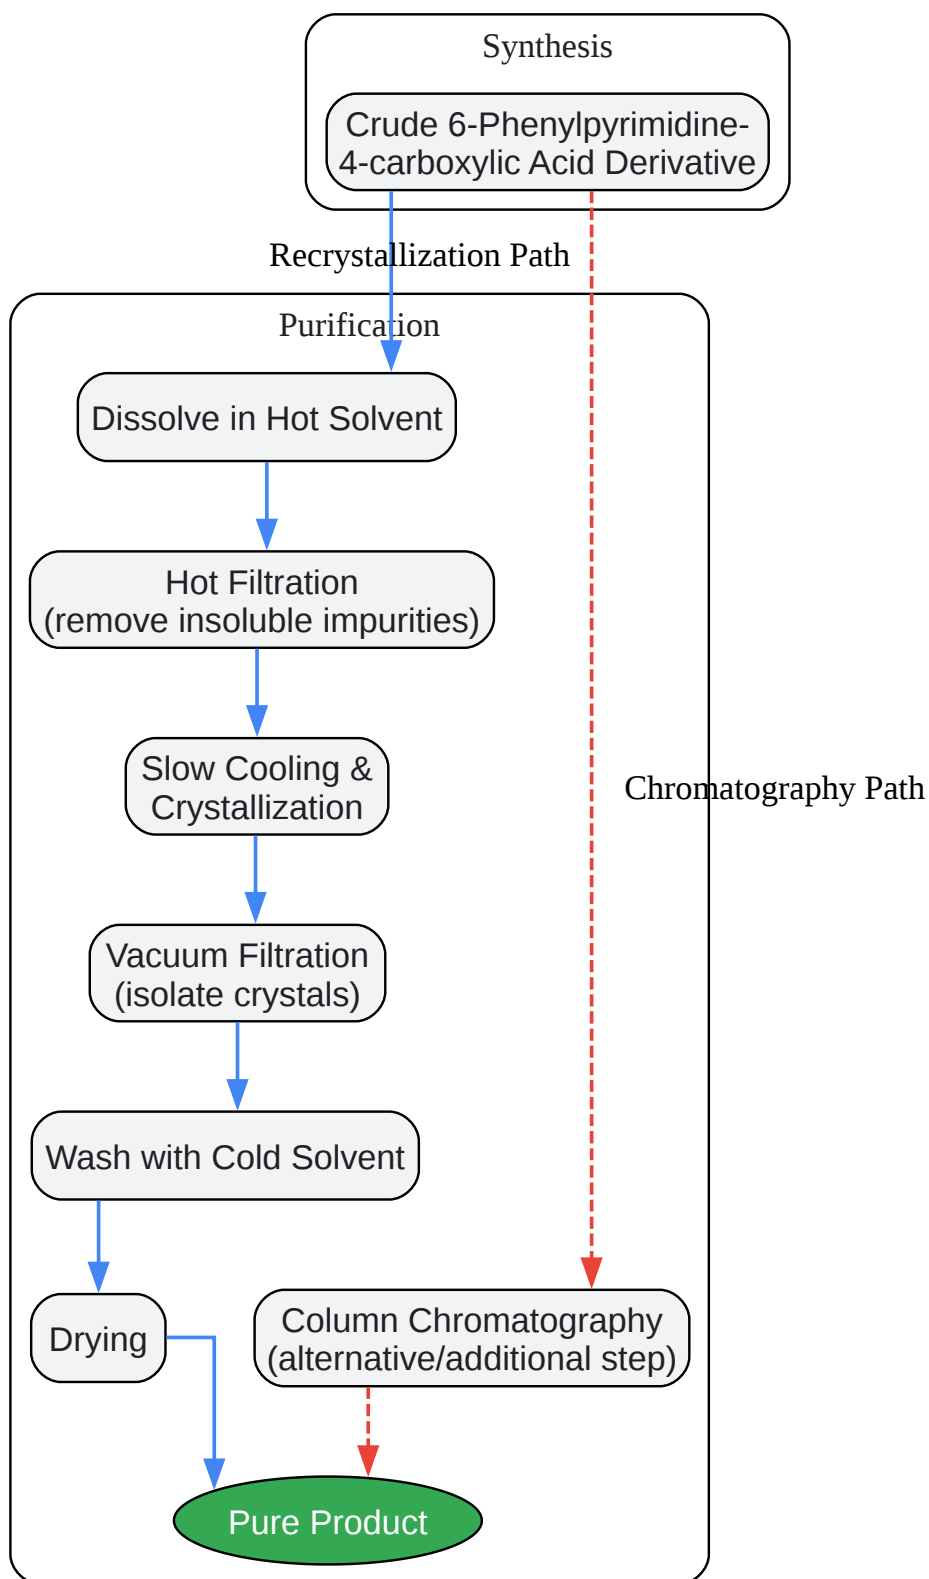 Synthesis
Crude 6-Phenylpyrimidine-
4-carboxylic Acid Derivative
Recrystallization Path
Purification
Dissolve in Hot Solvent
Hot Filtration
(remove insoluble impurities)
Slow Cooling &
Crystallization
Chromatography Path
Vacuum Filtration
(isolate crystals)
Wash with Cold Solvent
Drying
Column Chromatography
(alternative/additional step)
Pure Product